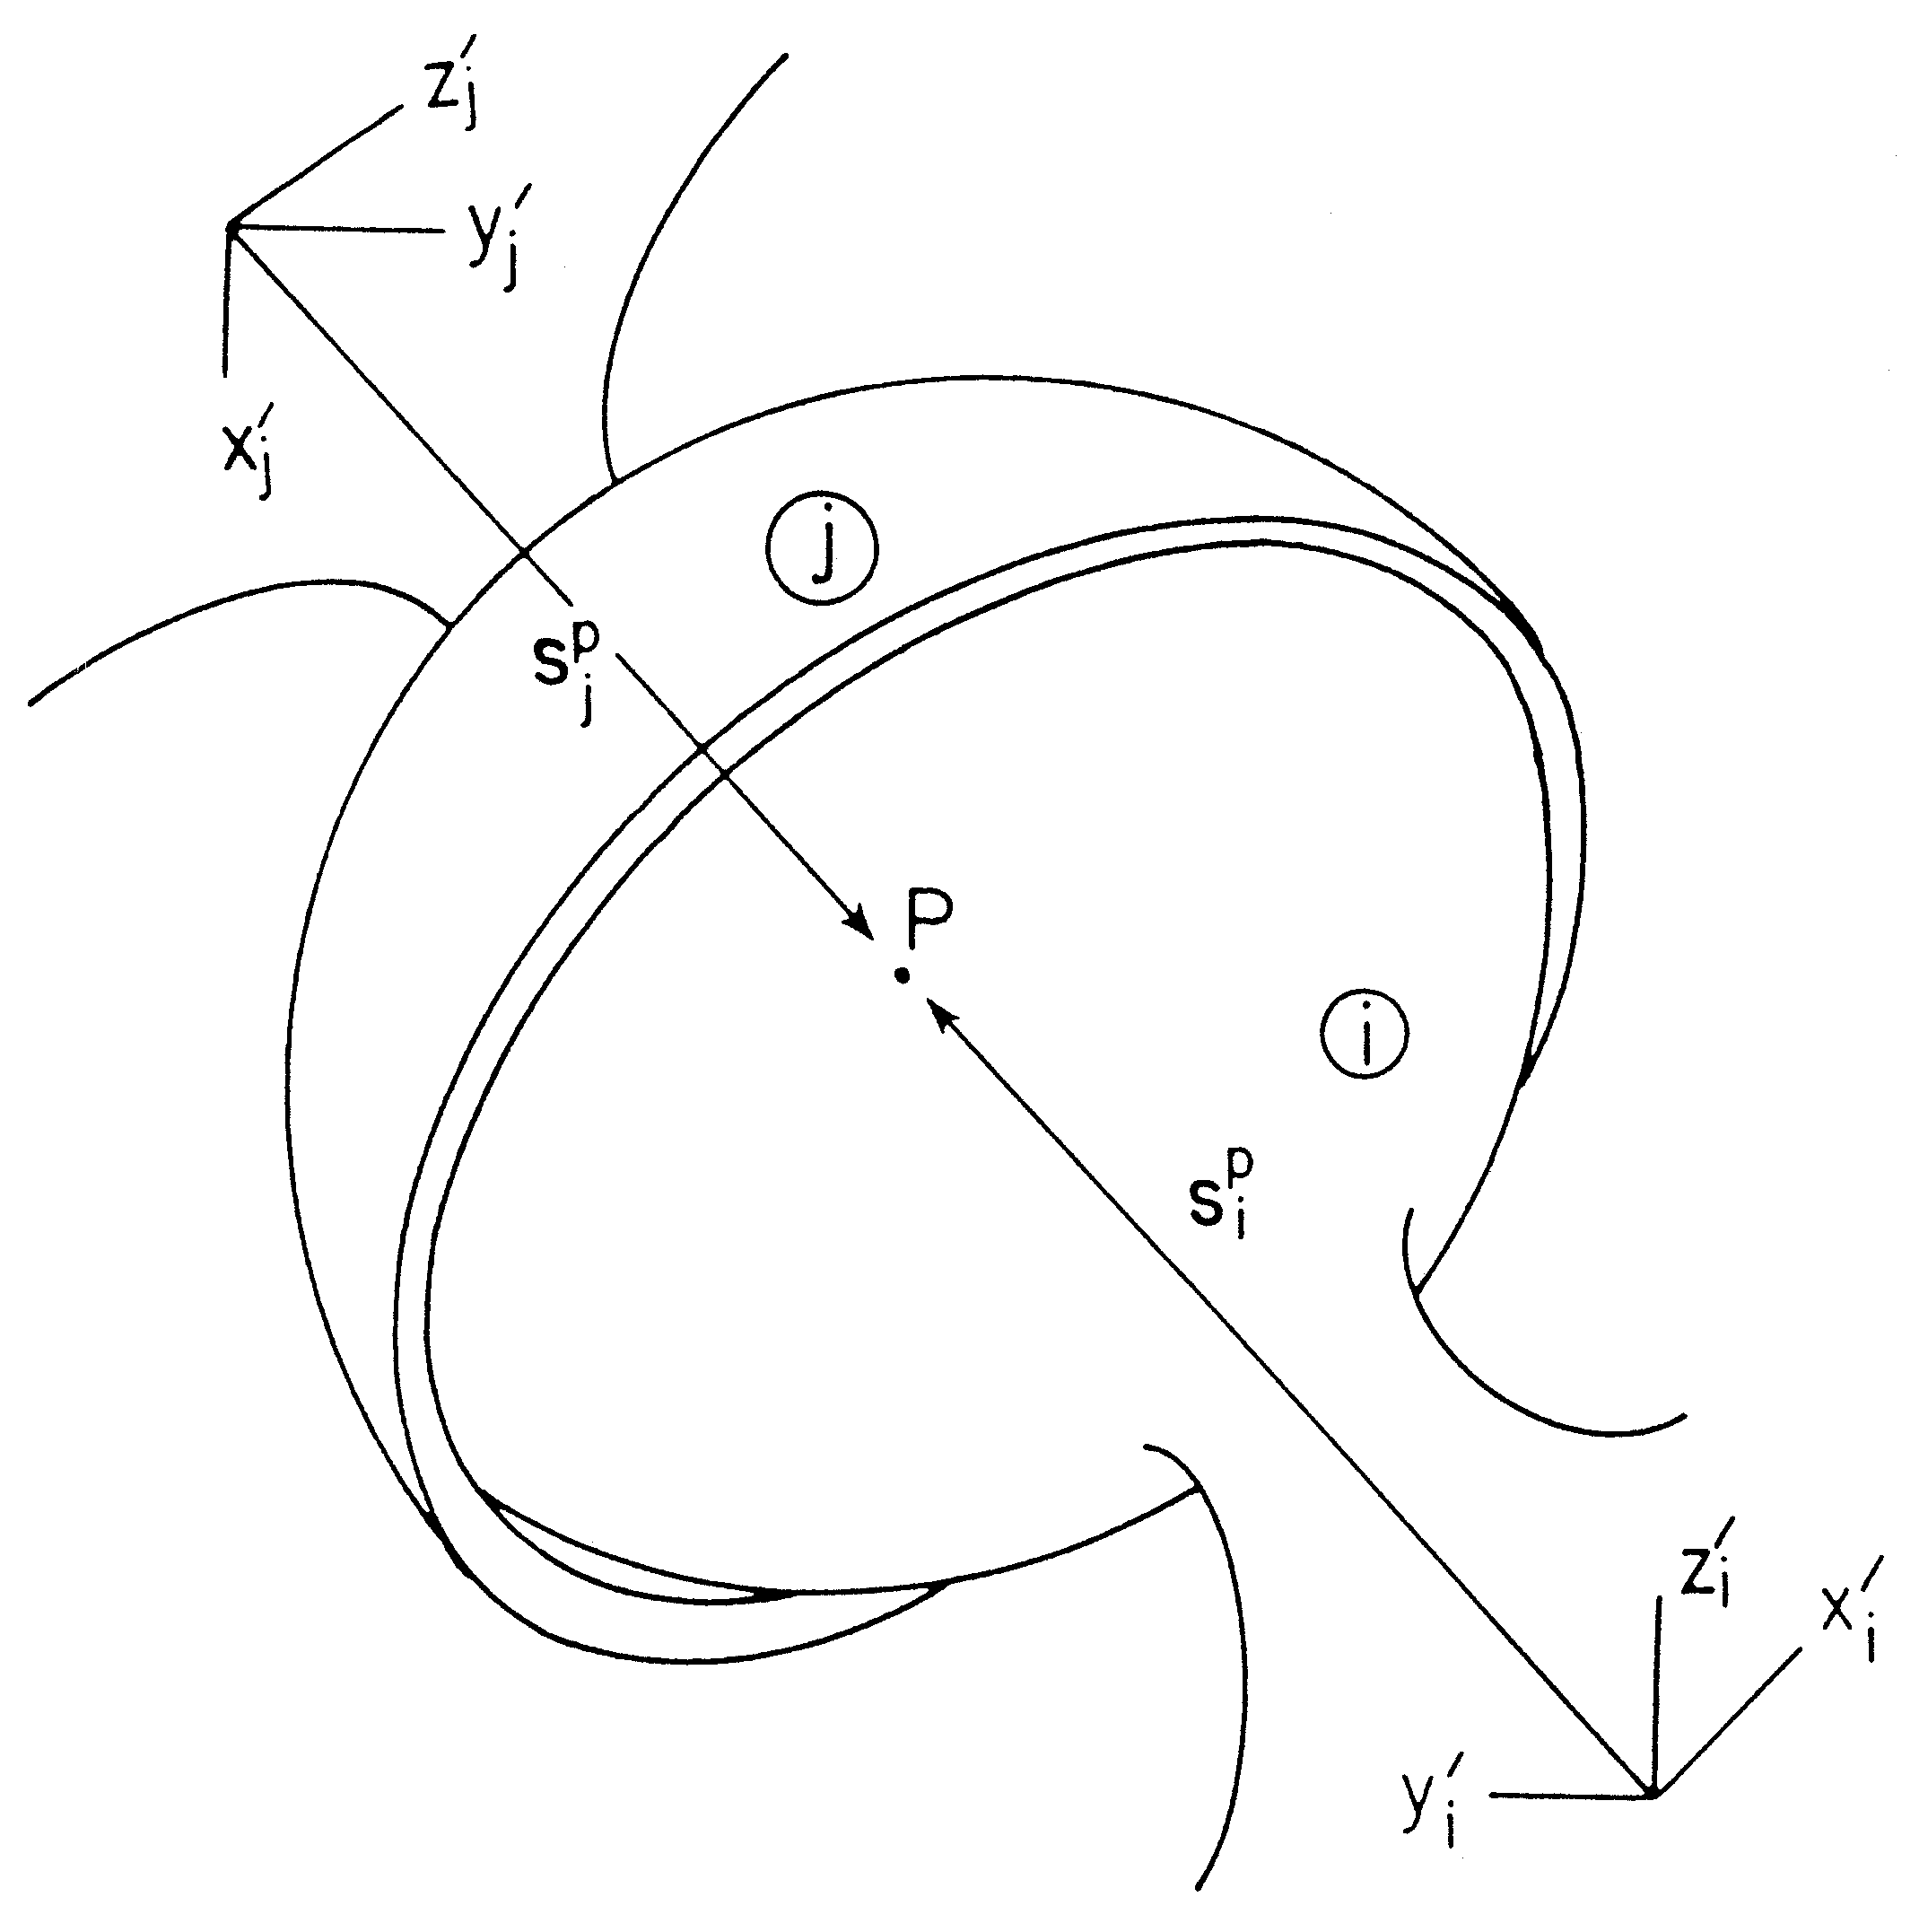 z′j
y′j
x′j
j
s^p_j
P
i
s^p_i
z′i
x′i
y′i